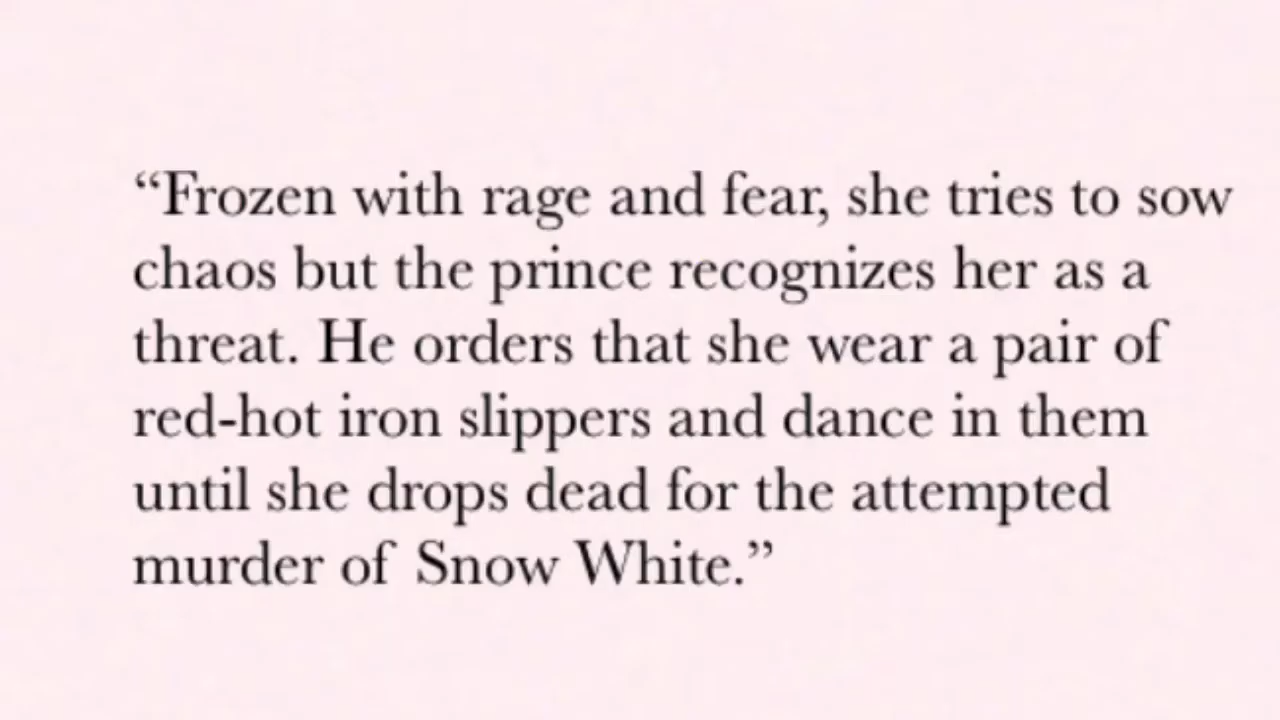 “Frozen with rage and fear, she tries to sow
chaos but the prince recognizes her as a
threat. He orders that she wear a pair of
red-hot iron slippers and dance in them
until she drops dead for the attempted
murder of Snow White.”